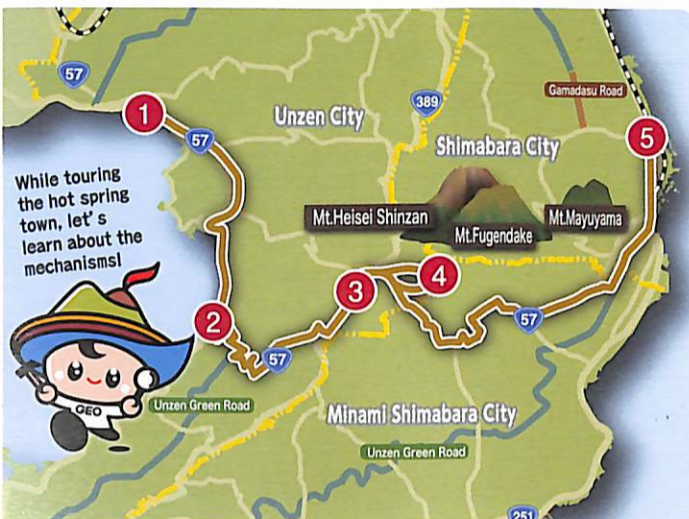 57
1
57
Unzen City
389
Gamadasu Road
Shimabara City
5
While touring
the hot spring
town, let's
learn about the
mechanisms!
Mt.Heisei Shinzan
Mt.Fugendake
Mt.Mayuyama
3
4
2
57
57
GEO
Unzen Green Road
Minami Shimabara City
Unzen Green Road
251